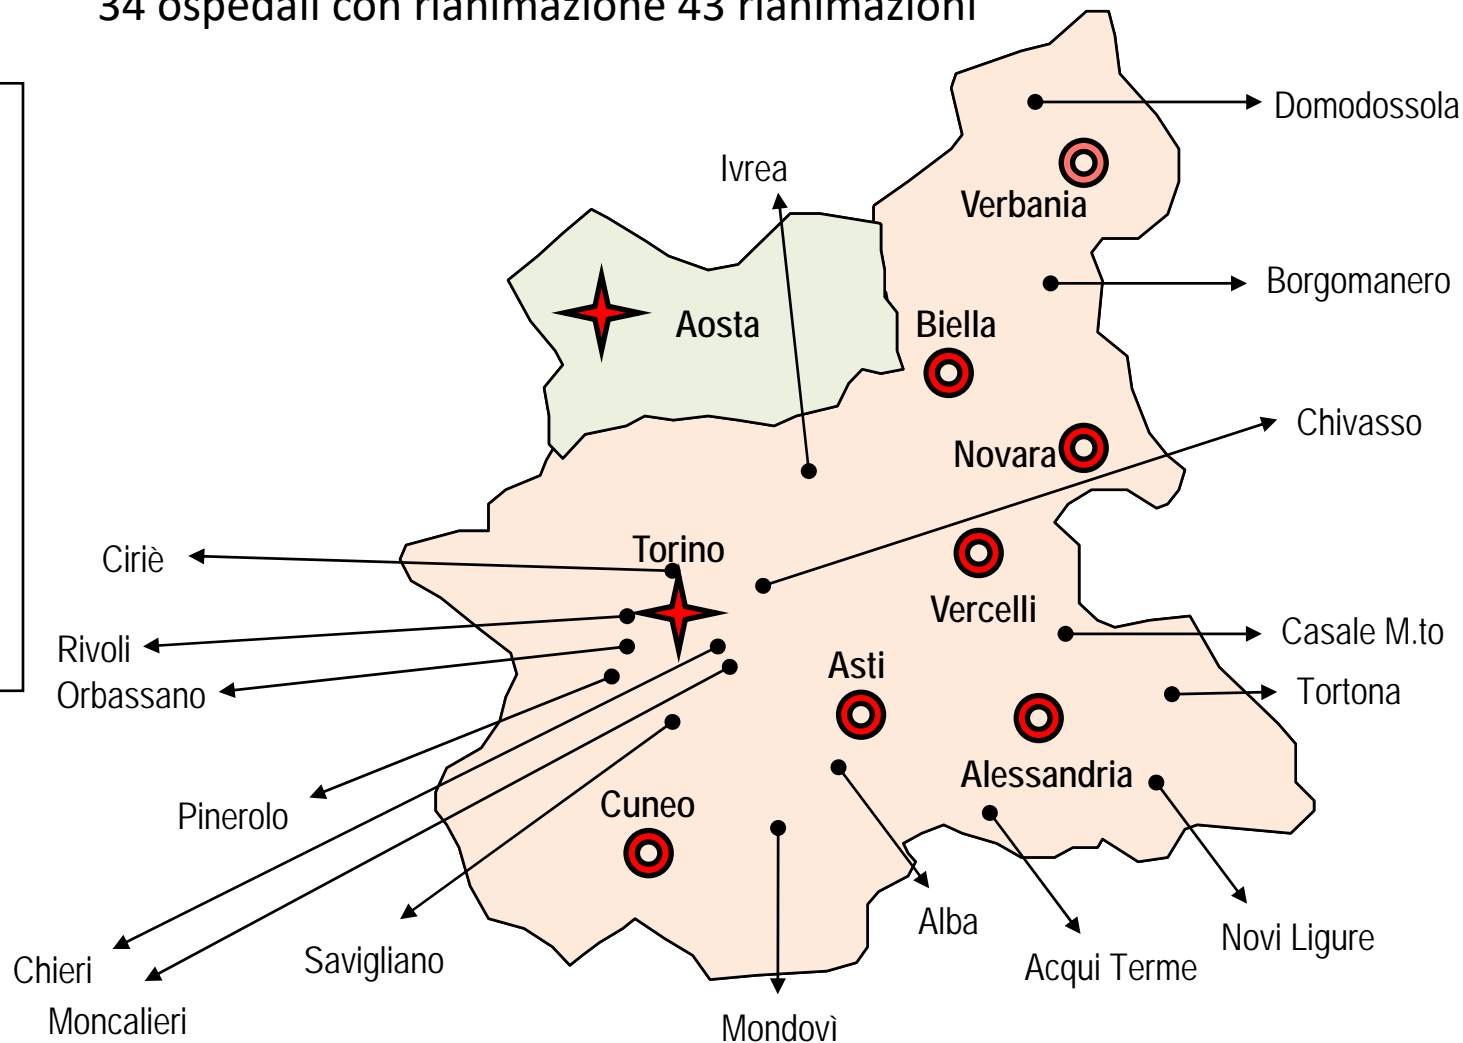 34 ospedali con rianimazione 43 rianimazioni
Domodossola
Ivrea
Verbania
Borgomanero
Aosta
Biella
Chivasso
Novara
Ciriè
Torino
Vercelli
Casale M.to
Rivoli
Asti
Orbassano
Tortona
Alessandria
Pinerolo
Cuneo
Alba
Novi Ligure
Savigliano
Chieri
Acqui Terme
Moncalieri
Mondovì